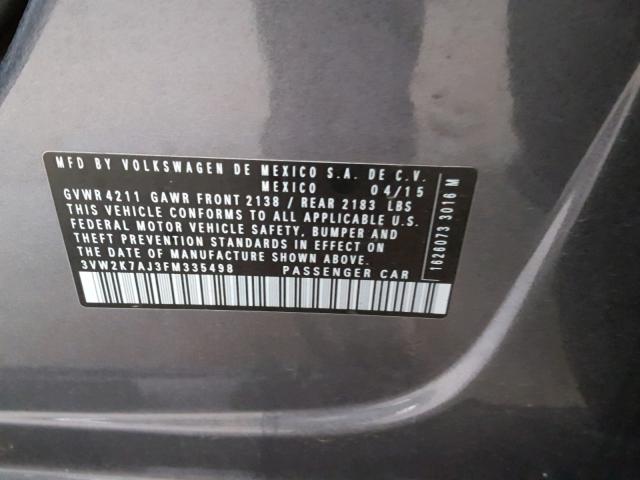 MFD BY VOLKSWAGEN DE MEXICO S.A. DE C.V.
MEXICO 04/15
GVWR 4211 GAWR FRONT 2138 / REAR 2183 LBS
THIS VEHICLE CONFORMS TO ALL APPLICABLE U.S.
FEDERAL MOTOR VEHICLE SAFETY, BUMPER AND
THEFT PREVENTION STANDARDS IN EFFECT ON
THE DATE OF MANUFACTURE SHOWN ABOVE.
3VW2K7AJ3FM335498 PASSENGER CAR
1626073 3016 M